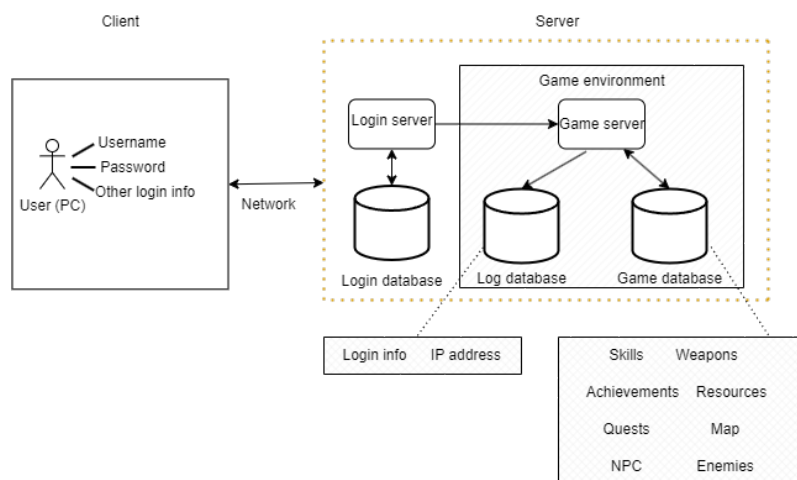 Client
Server
Game environment
Login server
Game server
Username
Password
Other login info
User (PC)
Network
Login database
Log database
Game database
Login info IP address
Skills Weapons
Achievements Resources
Quests Map
NPC Enemies